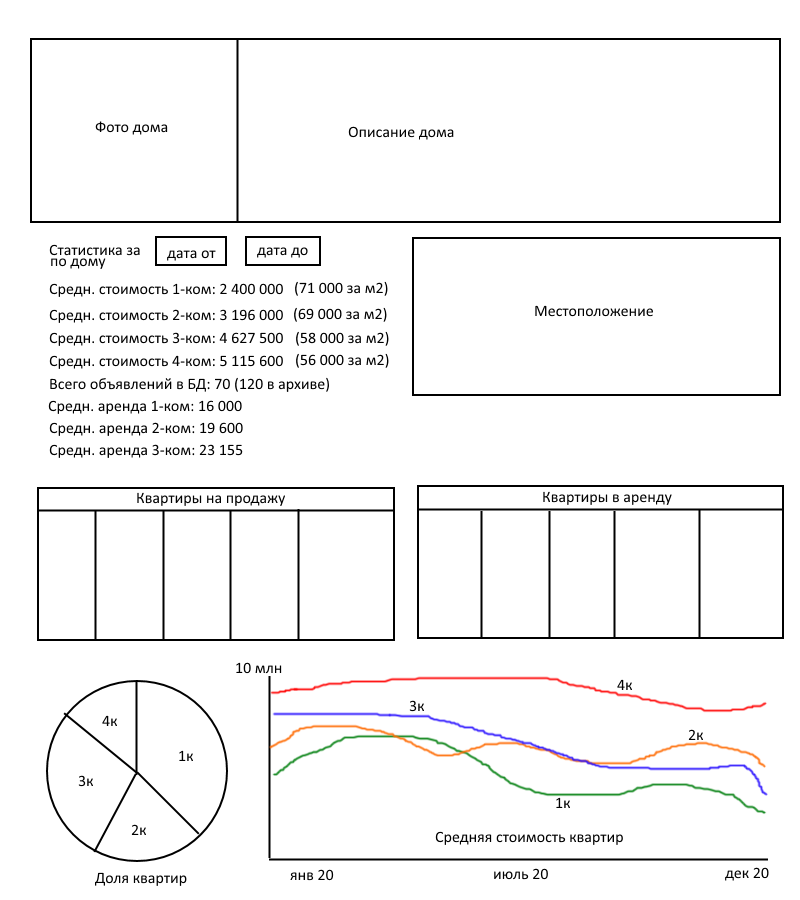 Фото дома
Описание дома
Статистика за
по дому
дата от
дата до
Средн. стоимость 1-ком: 2 400 000 (71 000 за м2)
Средн. стоимость 2-ком: 3 196 000 (69 000 за м2)
Средн. стоимость 3-ком: 4 627 500 (58 000 за м2)
Средн. стоимость 4-ком: 5 115 600 (56 000 за м2)
Всего объявлений в БД: 70 (120 в архиве)
Средн. аренда 1-ком: 16 000
Средн. аренда 2-ком: 19 600
Средн. аренда 3-ком: 23 155
Местоположение
Квартиры на продажу
Квартиры в аренду
4к
1к
3к
2к
Доля квартир
10 млн
4к
3к
2к
1к
Средняя стоимость квартир
янв 20
июль 20
дек 20